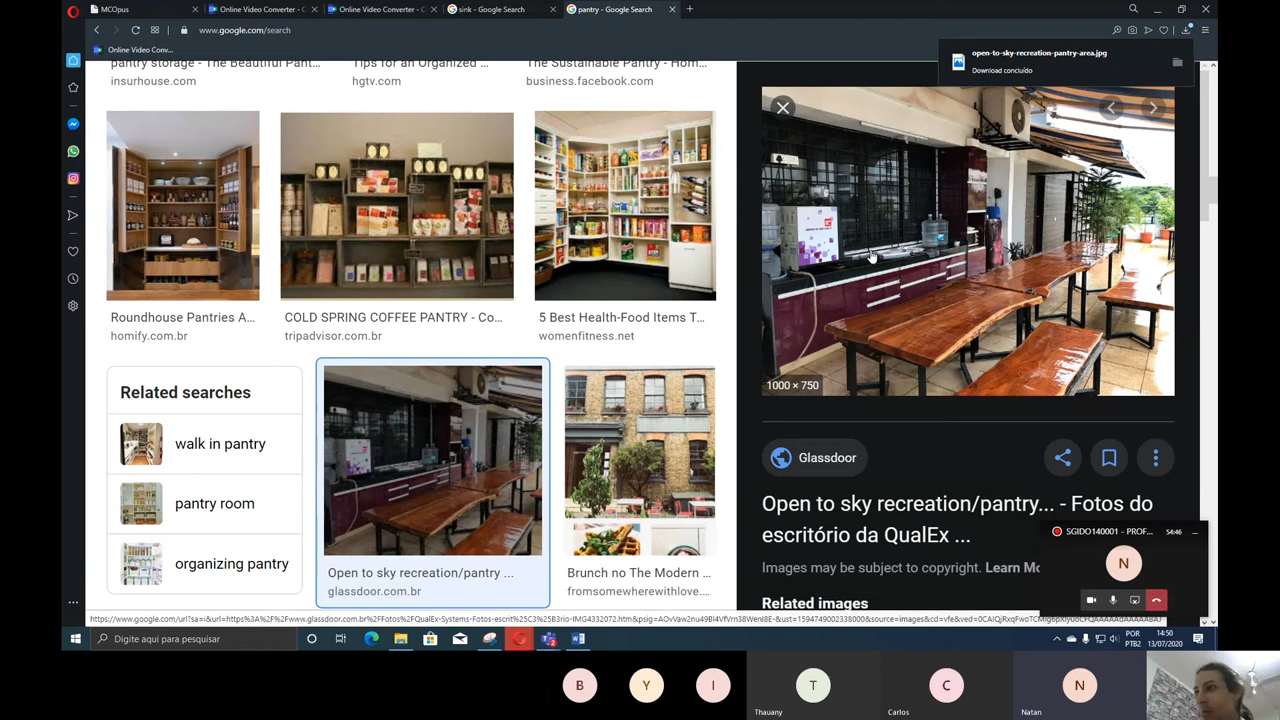 MCOpus
Online Video Converter - C
Online Video Converter - C
sink - Google Search
pantry - Google Search
www.google.com/search
Online Video Conv...
open-to-sky-recreation-pantry-area.jpg
Download concluído
pantry storage - The Beautiful Pant...
Tips for an Organized ...
The Sustainable Pantry - Hom...
insurhouse.com
hgtv.com
business.facebook.com
Roundhouse Pantries A...
COLD SPRING COFFEE PANTRY - Co...
5 Best Health-Food Items T...
homify.com.br
tripadvisor.com.br
womenfitness.net
1000 × 750
Related searches
walk in pantry
pantry room
organizing pantry
Open to sky recreation/pantry ...
glassdoor.com.br
Brunch no The Modern ...
fromsomewherewithlove....
Glassdoor
Open to sky recreation/pantry... - Fotos do
escritório da QualEx ...
Images may be subject to copyright. Learn Mo
Related images
SGIDO140001 - PROF...
54:46
N
Digite aqui para pesquisar
POR
PTB2
14:50
13/07/2020
B
Y
I
T
Thauany
C
Carlos
N
Natan